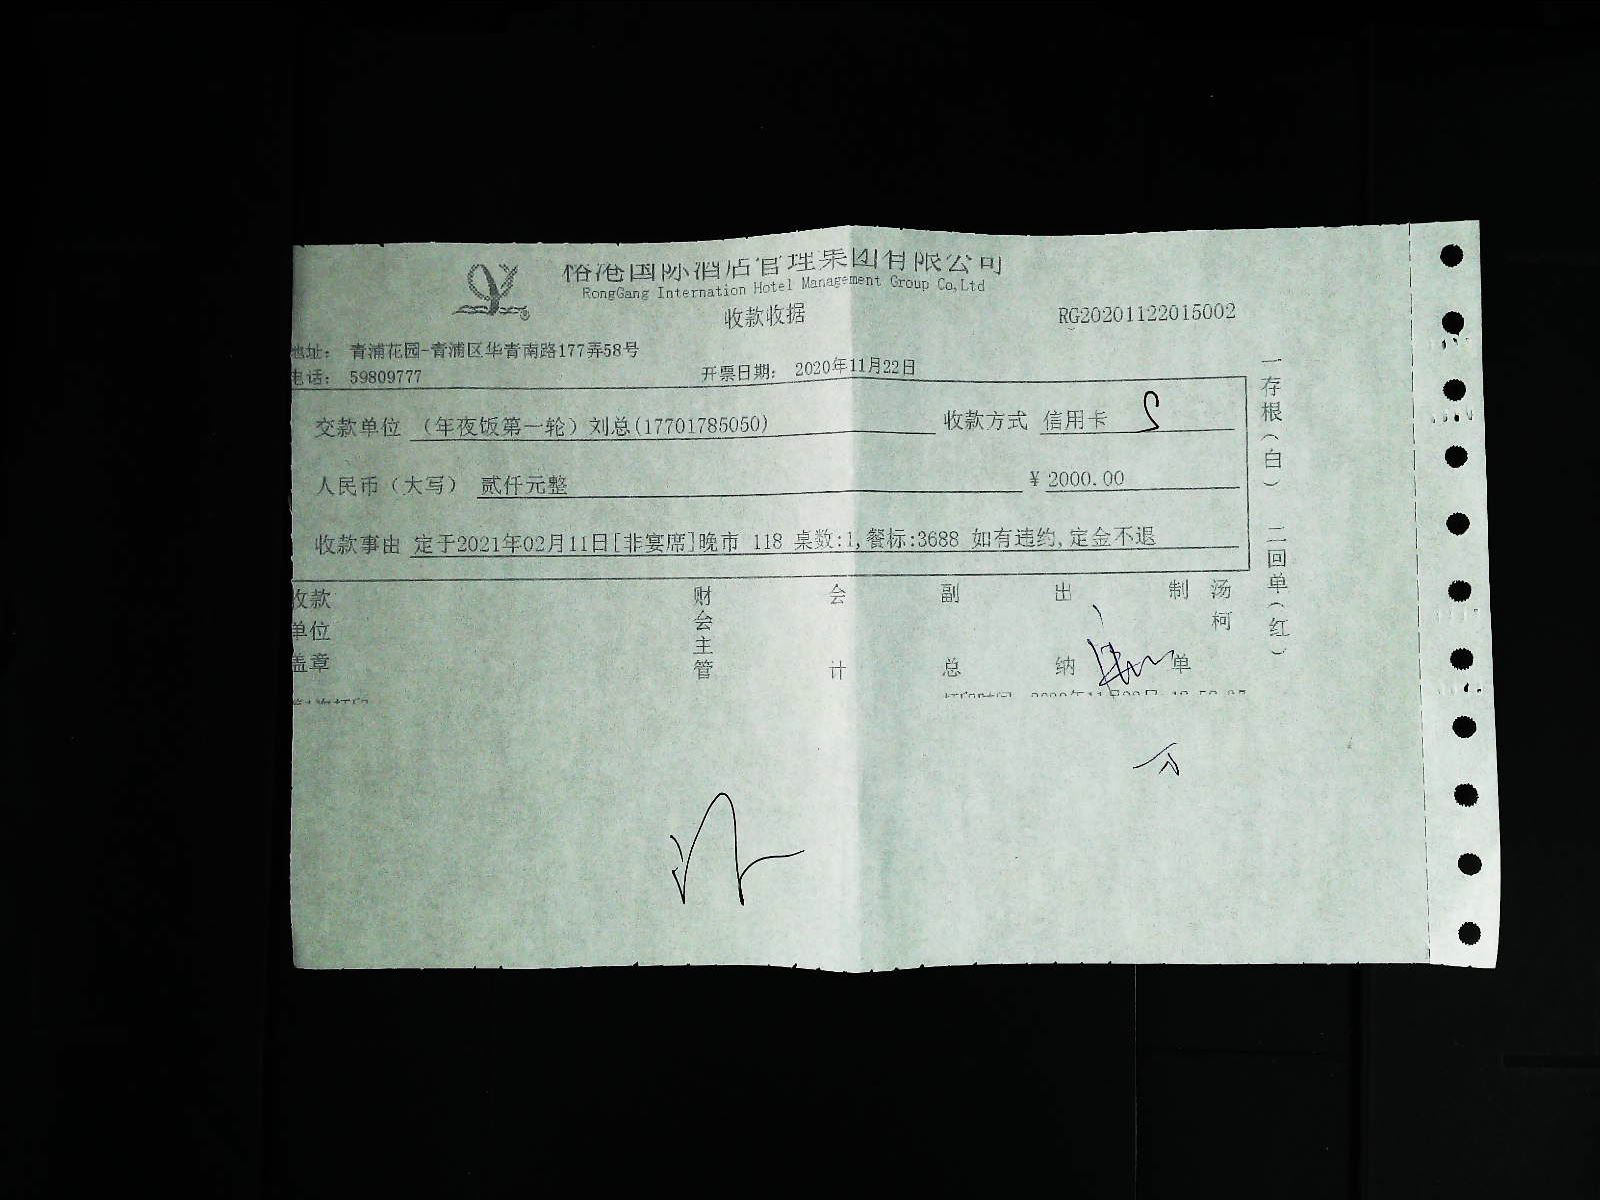 榕港国际酒店管理集团有限公司
RongGang Internation Hotel Management Group Co,Ltd
收款收据
RG20201122015002
地址： 青浦花园-青浦区华青南路177弄58号
电话： 59809777
开票日期： 2020年11月22日
交款单位 （年夜饭第一轮）刘总(17701785050) 收款方式 信用卡
人民币（大写） 贰仟元整 ¥ 2000.00
收款事由 定于2021年02月11日[非宴席]晚市 118 桌数:1,餐标:3688 如有违约,定金不退
收款单位盖章 财会主管 会计 副总 出纳 制单 汤柯
一存根（白） 二回单（红）